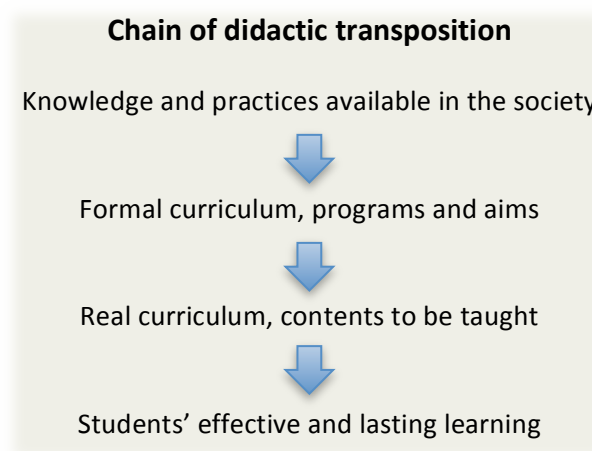 Chain of didactic transposition
Knowledge and practices available in the society
Formal curriculum, programs and aims
Real curriculum, contents to be taught
Students’ effective and lasting learning